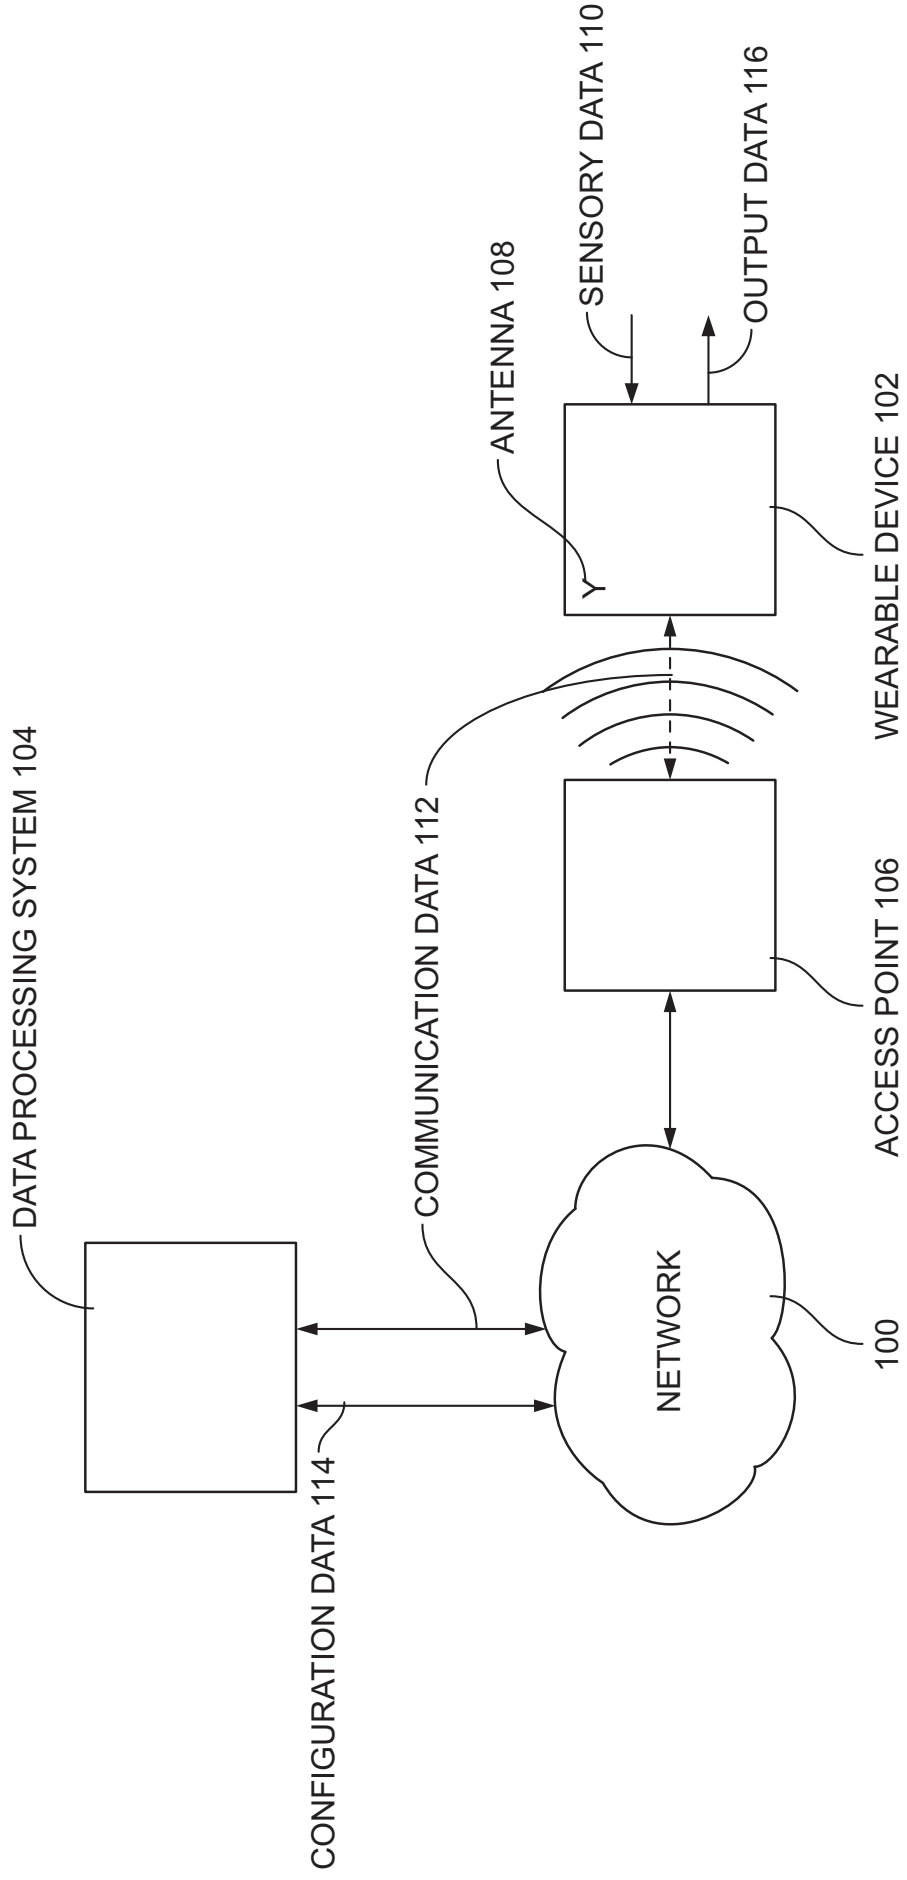 DATA PROCESSING SYSTEM 104
CONFIGURATION DATA 114
COMMUNICATION DATA 112
ANTENNA 108
SENSORY DATA 110
OUTPUT DATA 116
Y
NETWORK
100
ACCESS POINT 106
WEARABLE DEVICE 102